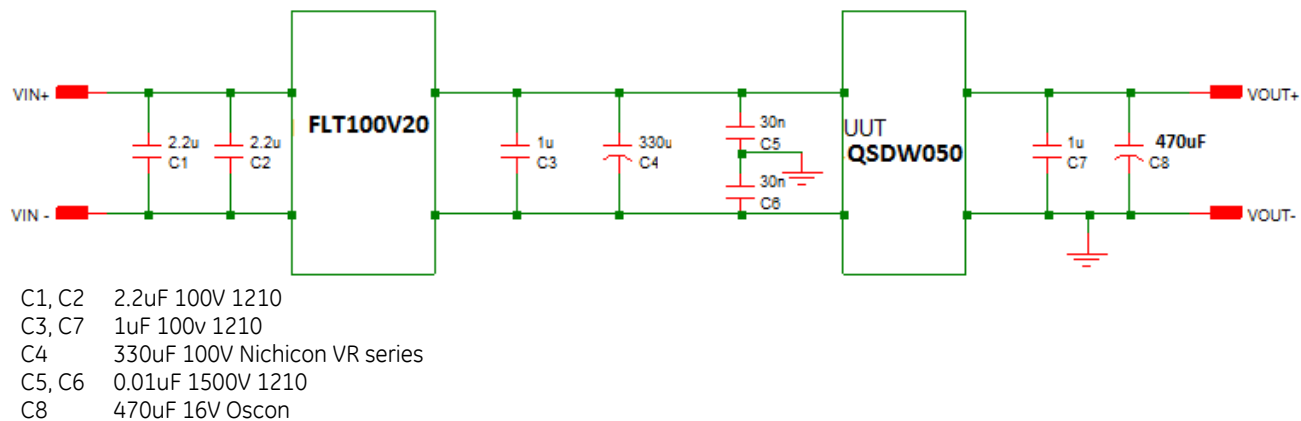 VIN+
2.2u
C1
2.2u
C2
FLT100V20
1u
C3
330u
C4
30n
C5
30n
C6
UUT
QSDW050
1u
C7
470uF
C8
VOUT+
VIN -
VOUT-
C1, C2 2.2uF 100V 1210
C3, C7 1uF 100v 1210
C4 330uF 100V Nichicon VR series
C5, C6 0.01uF 1500V 1210
C8 470uF 16V Oscon